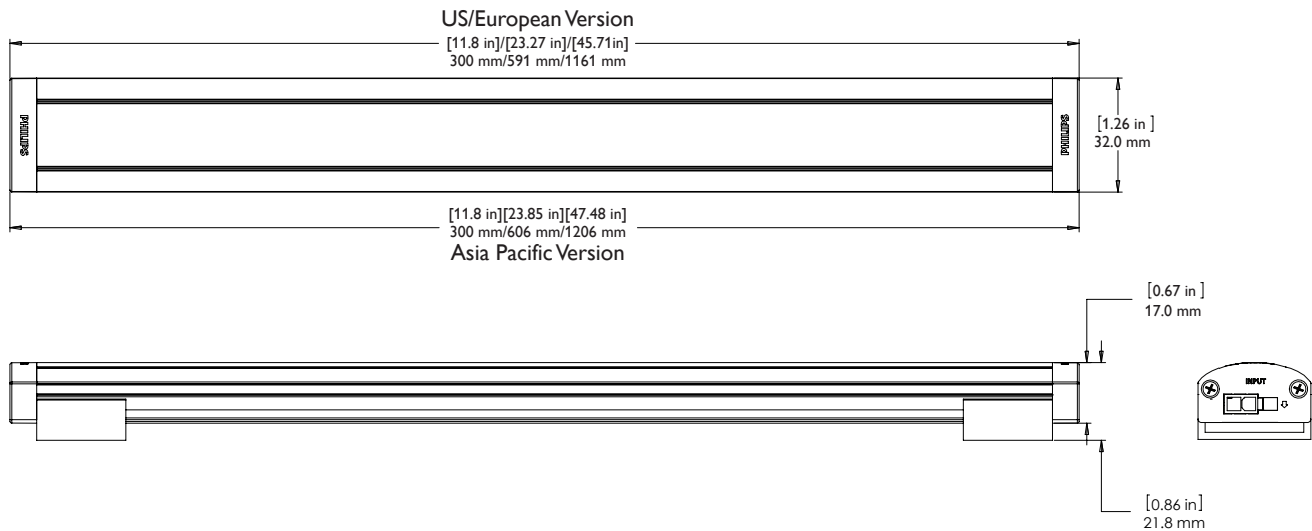 US/European Version
[11.8 in]/[23.27 in]/[45.71in]
300 mm/591 mm/1161 mm
PHILIPS
PHILIPS
[1.26 in ]
32.0 mm
[11.8 in][23.85 in][47.48 in]
300 mm/606 mm/1206 mm
Asia Pacific Version
[0.67 in ]
17.0 mm
INPUT
[0.86 in]
21.8 mm